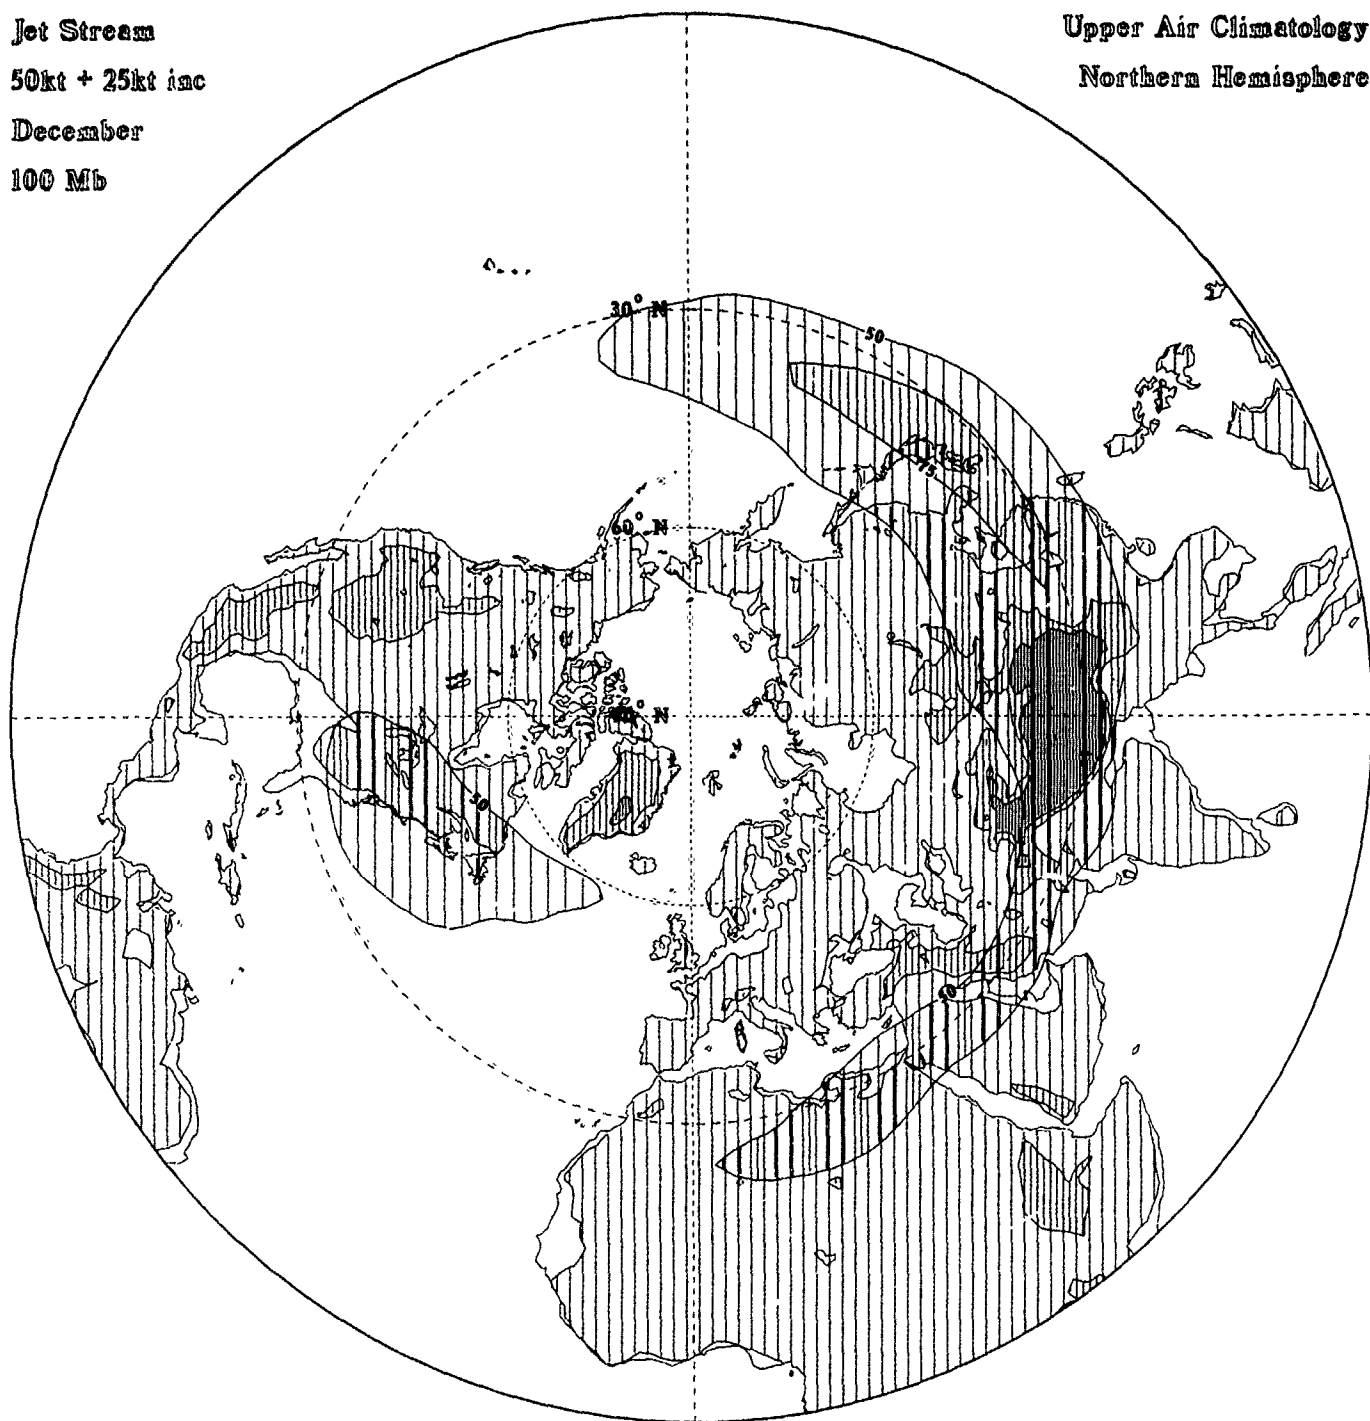 Jet Stream
50kt + 25kt inc
December
100 Mb
Upper Air Climatology
Northern Hemisphere
30° N
50
75
60° N
° N
50
50